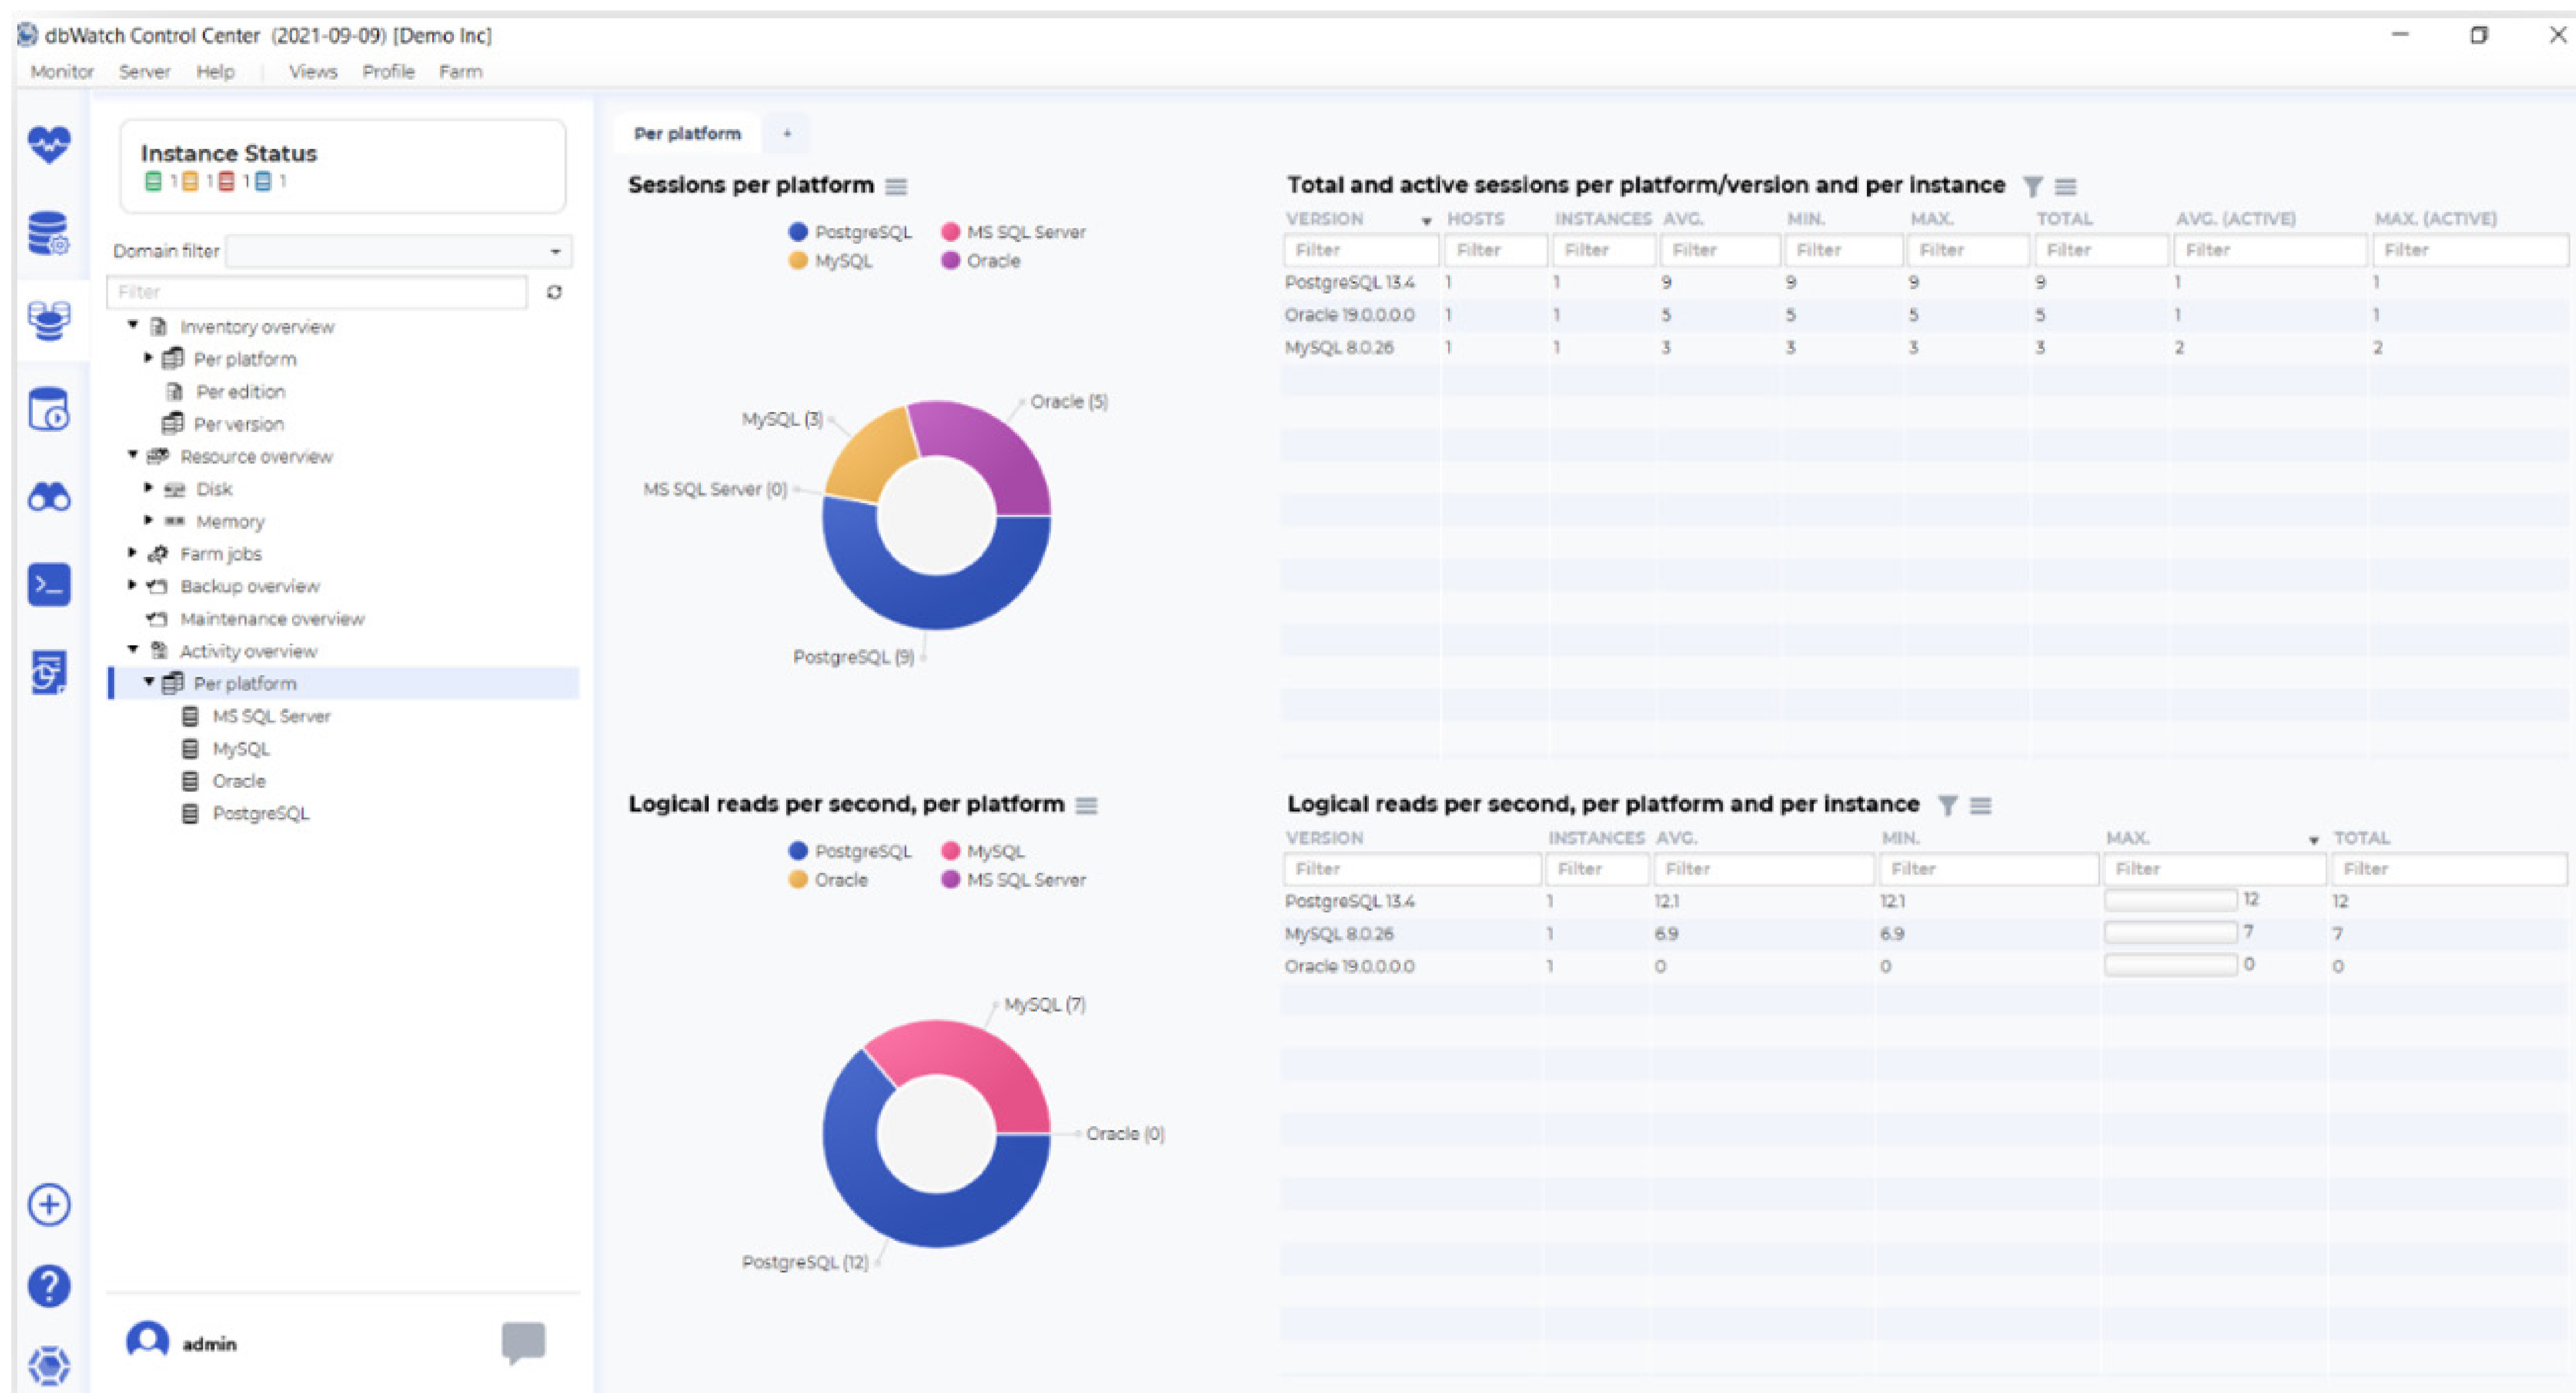 dbWatch Control Center (2021-09-09) [Demo Inc]
Monitor Server Help Views Profile Farm
Instance Status
1 1 1 1
Domain filter
Filter
Inventory overview
Per platform
Per edition
Per version
Resource overview
Disk
Memory
Farm jobs
Backup overview
Maintenance overview
Activity overview
Per platform
MS SQL Server
MySQL
Oracle
PostgreSQL
admin
Per platform +
Sessions per platform
PostgreSQL MS SQL Server
MySQL Oracle
Oracle (5)
MySQL (3)
MS SQL Server (0)
PostgreSQL (9)
Total and active sessions per platform/version and per instance
VERSION HOSTS INSTANCES AVG. MIN. MAX. TOTAL AVG. (ACTIVE) MAX. (ACTIVE)
Filter Filter Filter Filter Filter Filter Filter Filter Filter
PostgreSQL 13.4 1 1 9 9 9 9 1 1
Oracle 19.0.0.0.0 1 1 5 5 5 5 1 1
MySQL 8.0.26 1 1 3 3 3 3 2 2
Logical reads per second, per platform
PostgreSQL MySQL
Oracle MS SQL Server
MySQL (7)
Oracle (0)
PostgreSQL (12)
Logical reads per second, per platform and per instance
VERSION INSTANCES AVG. MIN. MAX. TOTAL
Filter Filter Filter Filter Filter Filter
PostgreSQL 13.4 1 12.1 12.1 12 12
MySQL 8.0.26 1 6.9 6.9 7 7
Oracle 19.0.0.0.0 1 0 0 0 0